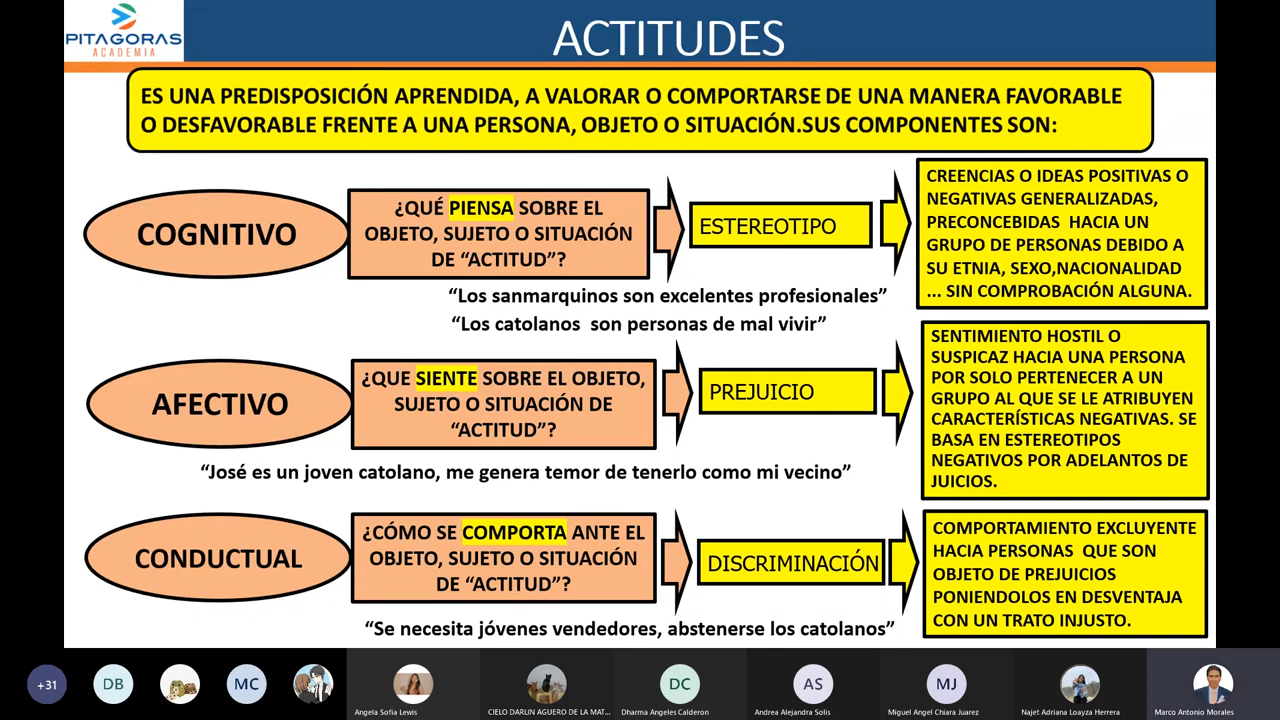 PITAGORAS
ACADEMIA
ACTITUDES
ES UNA PREDISPOSICIÓN APRENDIDA, A VALORAR O COMPORTARSE DE UNA MANERA FAVORABLE
O DESFAVORABLE FRENTE A UNA PERSONA, OBJETO O SITUACIÓN.SUS COMPONENTES SON:
COGNITIVO
¿QUÉ PIENSA SOBRE EL
OBJETO, SUJETO O SITUACIÓN
DE “ACTITUD”?
ESTEREOTIPO
CREENCIAS O IDEAS POSITIVAS O
NEGATIVAS GENERALIZADAS,
PRECONCEBIDAS HACIA UN
GRUPO DE PERSONAS DEBIDO A
SU ETNIA, SEXO,NACIONALIDAD
... SIN COMPROBACIÓN ALGUNA.
“Los sanmarquinos son excelentes profesionales”
“Los catolanos son personas de mal vivir”
AFECTIVO
¿QUE SIENTE SOBRE EL OBJETO,
SUJETO O SITUACIÓN DE
“ACTITUD”?
PREJUICIO
SENTIMIENTO HOSTIL O
SUSPICAZ HACIA UNA PERSONA
POR SOLO PERTENECER A UN
GRUPO AL QUE SE LE ATRIBUYEN
CARACTERÍSTICAS NEGATIVAS. SE
BASA EN ESTEREOTIPOS
NEGATIVOS POR ADELANTOS DE
JUICIOS.
“José es un joven catolano, me genera temor de tenerlo como mi vecino”
CONDUCTUAL
¿CÓMO SE COMPORTA ANTE EL
OBJETO, SUJETO O SITUACIÓN
DE “ACTITUD”?
DISCRIMINACIÓN
COMPORTAMIENTO EXCLUYENTE
HACIA PERSONAS QUE SON
OBJETO DE PREJUICIOS
PONIENDOLOS EN DESVENTAJA
CON UN TRATO INJUSTO.
“Se necesita jóvenes vendedores, abstenerse los catolanos”
+31
DB
MC
DC
AS
MJ
Angela Sofia Lewis
CIELO DARLIN AGUERO DE LA MAT...
Dharma Angeles Calderon
Andrea Alejandra Solis
Miguel Angel Chiara Juarez
Najet Adriana Loayza Herrera
Marco Antonio Morales